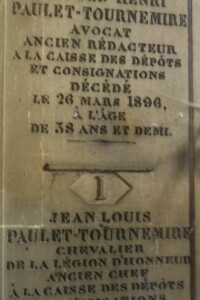 HENRI
PAULET-TOURNEMIRE
AVOCAT
ANCIEN RÉDACTEUR
A LA CAISSE DES DÉPÔTS
ET CONSIGNATIONS
DÉCÉDÉ
LE 26 MARS 1896,
À L'ÂGE
DE 38 ANS ET DEMI.
1
JEAN LOUIS
PAULET-TOURNEMIRE
CHEVALIER
DE LA LÉGION D'HONNEUR
ANCIEN CHEF
À LA CAISSE DES DÉPÔTS